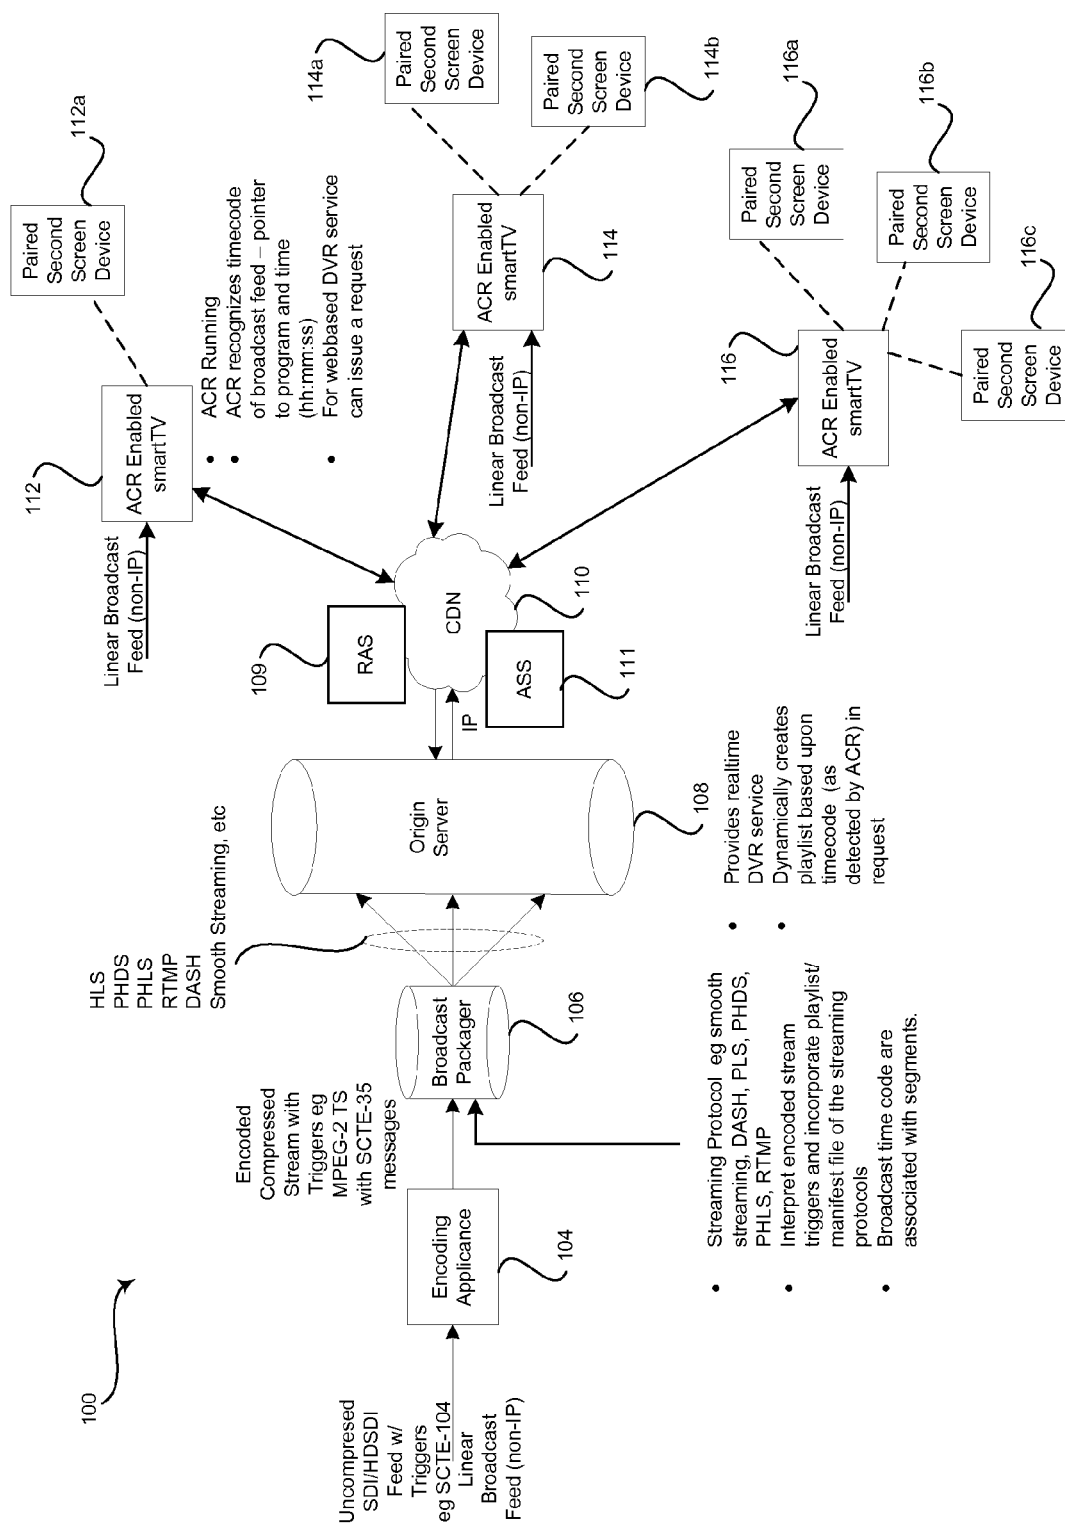 100
Uncompresed
SDI/HDSDI
Feed w/
Triggers
eg SCTE-104
Linear
Broadcast
Feed (non-IP)
Encoding
Applicance
104
Encoded
Compressed
Stream with
Triggers eg
MPEG-2 TS
with SCTE-35
messages
Broadcast
Packager
106
• Streaming Protocol eg smooth
streaming, DASH, PLS, PHDS,
PHLS, RTMP
• Interpret encoded stream
triggers and incorporate playlist/
manifest file of the streaming
protocols
• Broadcast time code are
associated with segments.
HLS
PHDS
PHLS
RTMP
DASH
Smooth Streaming, etc
Origin
Server
108
• Provides realtime
DVR service
• Dynamically creates
playlist based upon
timecode (as
detected by ACR) in
request
IP
RAS
109
CDN
110
ASS
111
Linear Broadcast
Feed (non-IP)
ACR Enabled
smartTV
112
Paired
Second
Screen
Device
112a
• ACR Running
• ACR recognizes timecode
of broadcast feed – pointer
to program and time
(hh:mm:ss)
• For webbased DVR service
can issue a request
Linear Broadcast
Feed (non-IP)
ACR Enabled
smartTV
114
Paired
Second
Screen
Device
114a
Paired
Second
Screen
Device
114b
Linear Broadcast
Feed (non-IP)
ACR Enabled
smartTV
116
Paired
Second
Screen
Device
116a
Paired
Second
Screen
Device
116b
Paired
Second
Screen
Device
116c